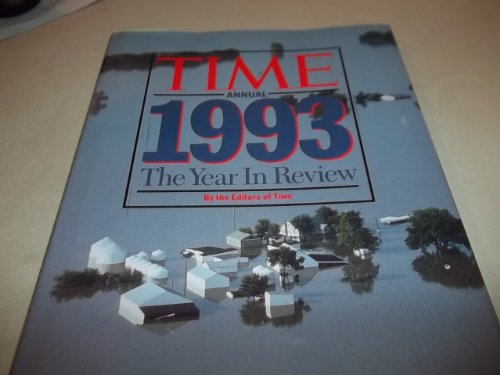 TIME
ANNUAL
1993
The Year In Review
By the Editors of TIME